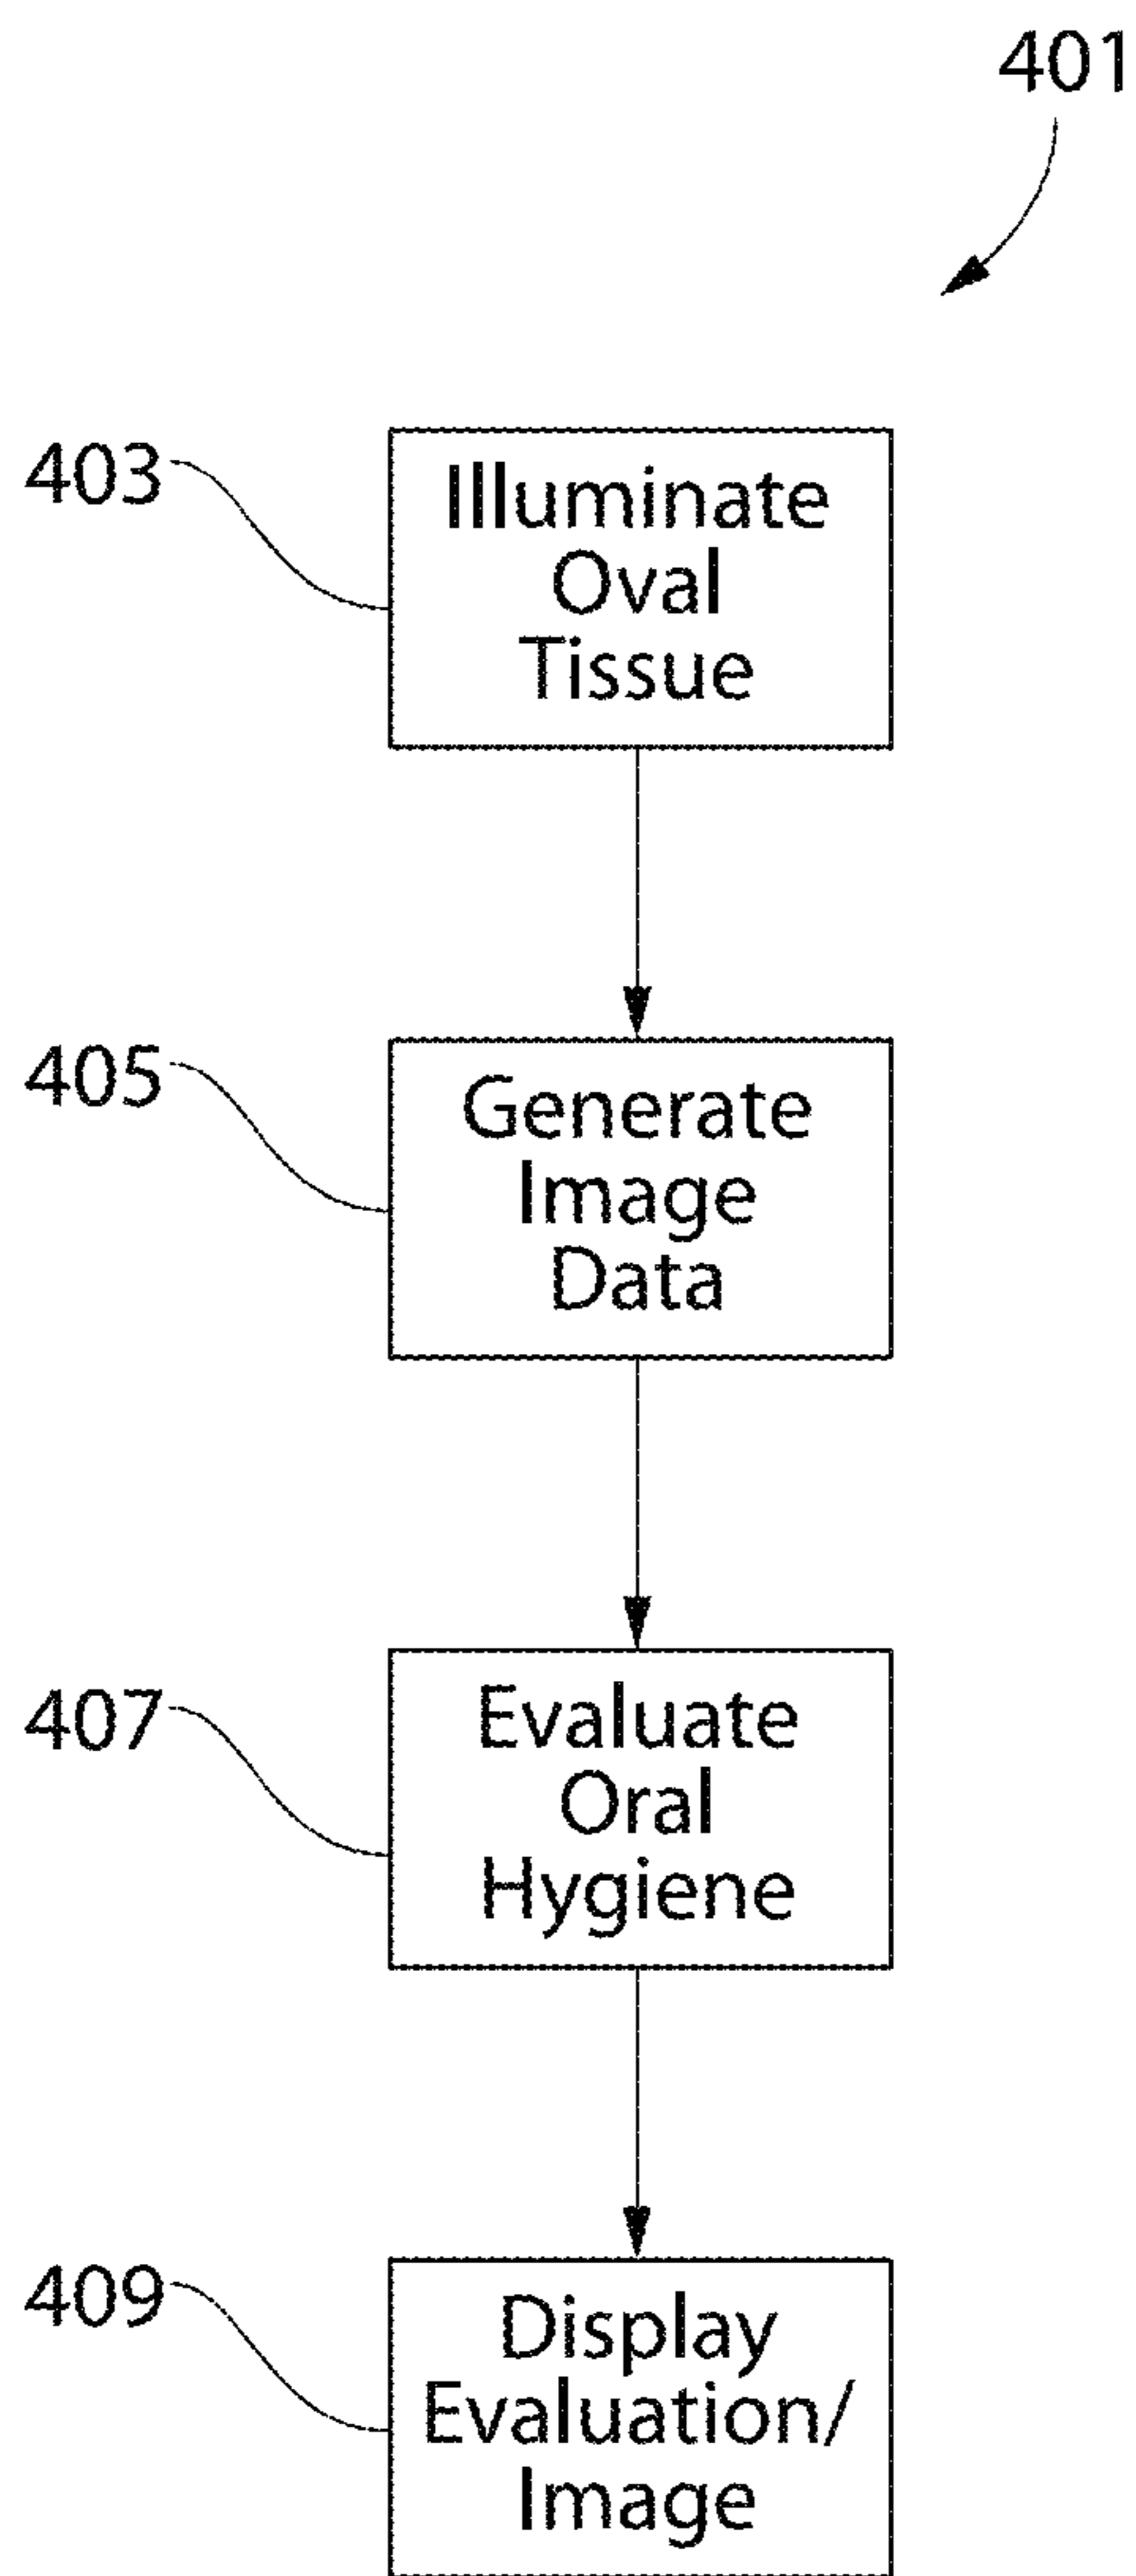 401
403
Illuminate
Oval
Tissue
405
Generate
Image
Data
407
Evaluate
Oral
Hygiene
409
Display
Evaluation/
Image